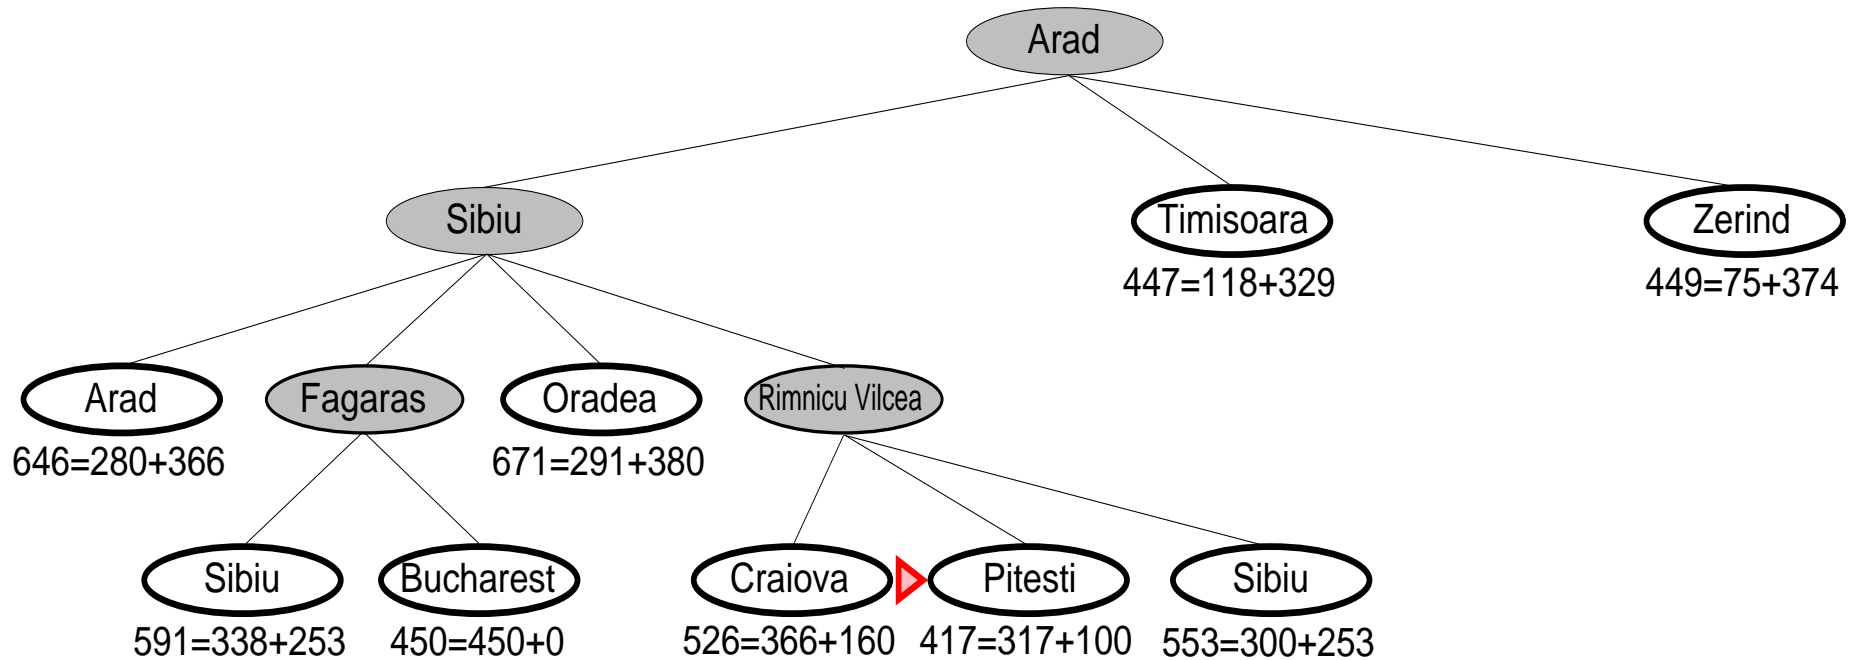 Arad
Sibiu
Timisoara
Zerind
447=118+329
449=75+374
Arad
Fagaras
Oradea
Rimnicu Vilcea
646=280+366
671=291+380
Sibiu
Bucharest
Craiova
Pitesti
Sibiu
591=338+253
450=450+0
526=366+160
417=317+100
553=300+253